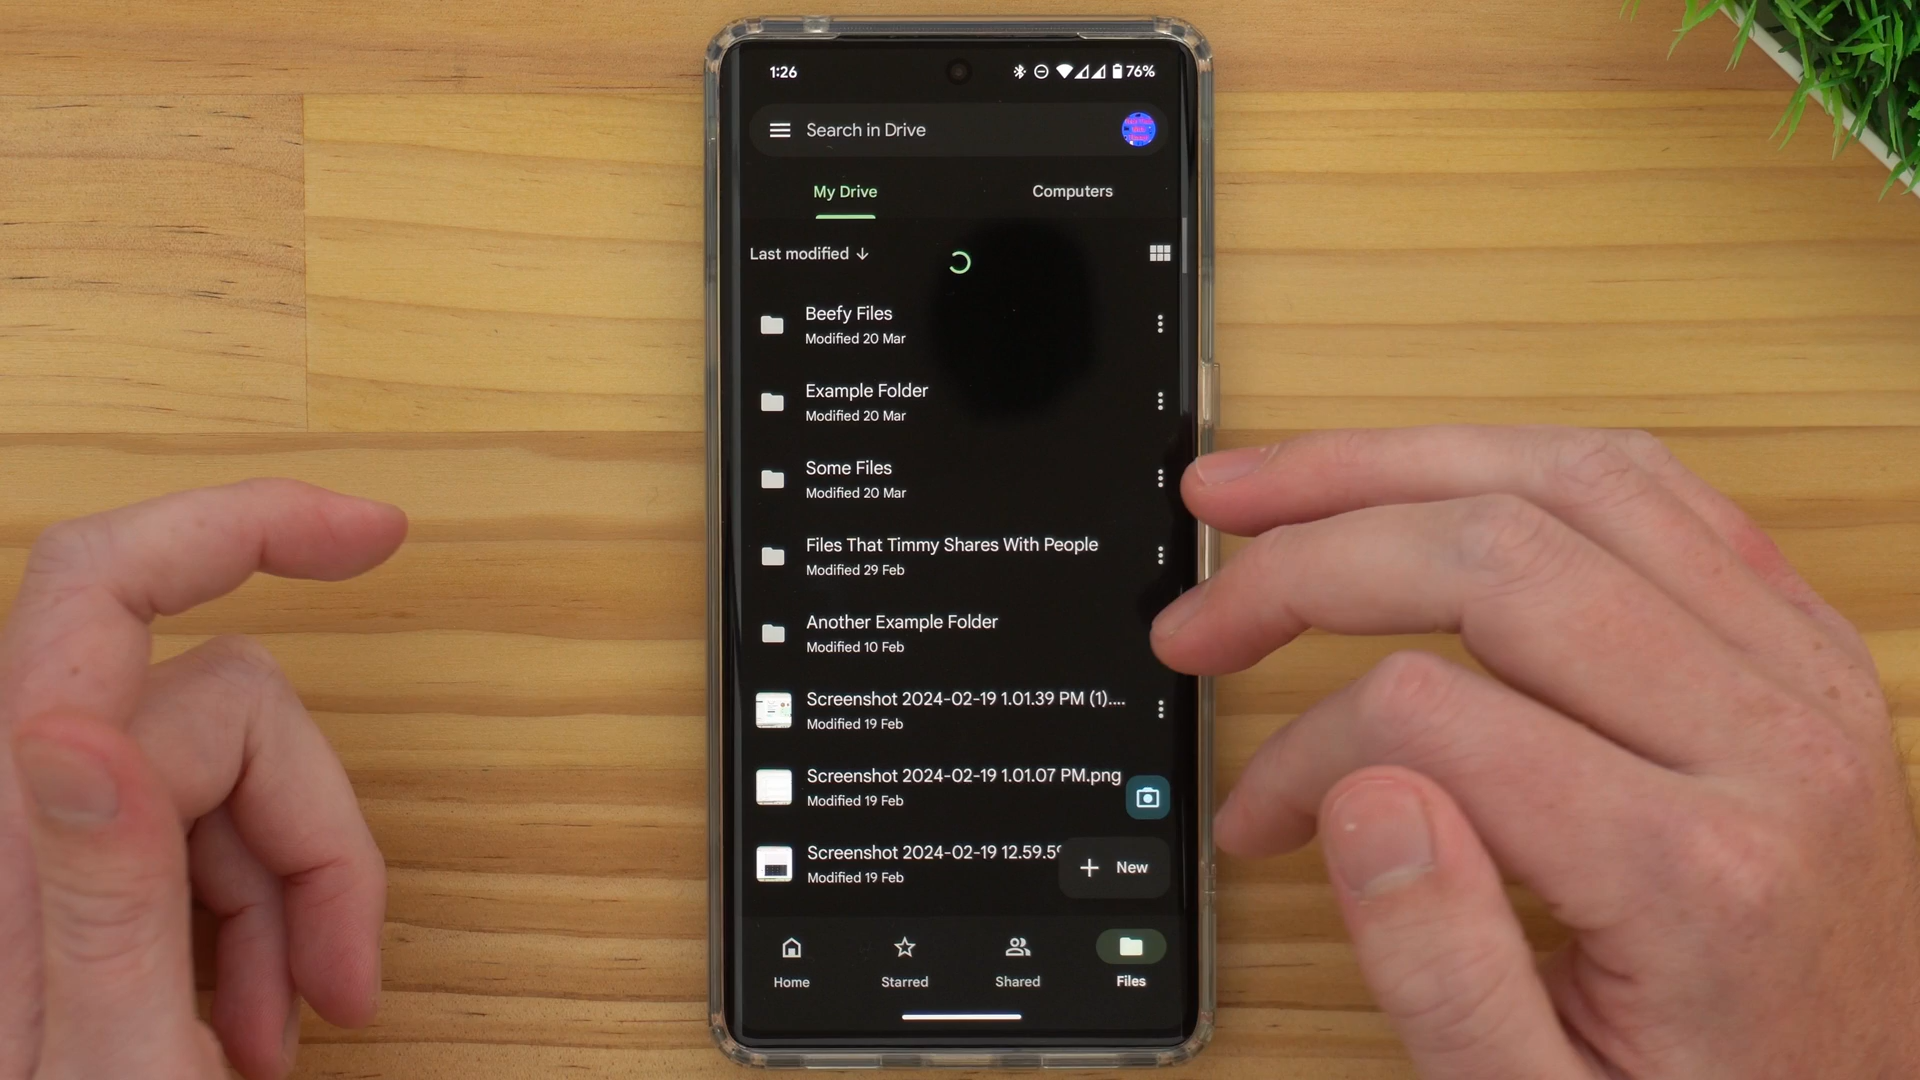 1:26
76%
Search in Drive
My Drive
Computers
Last modified
Beefy Files
Modified 20 Mar
Example Folder
Modified 20 Mar
Some Files
Modified 20 Mar
Files That Timmy Shares With People
Modified 29 Feb
Another Example Folder
Modified 10 Feb
Screenshot 2024-02-19 1.01.39 PM (1)....
Modified 19 Feb
Screenshot 2024-02-19 1.01.07 PM.png
Modified 19 Feb
Screenshot 2024-02-19 12.59.5
Modified 19 Feb
New
Home
Starred
Shared
Files